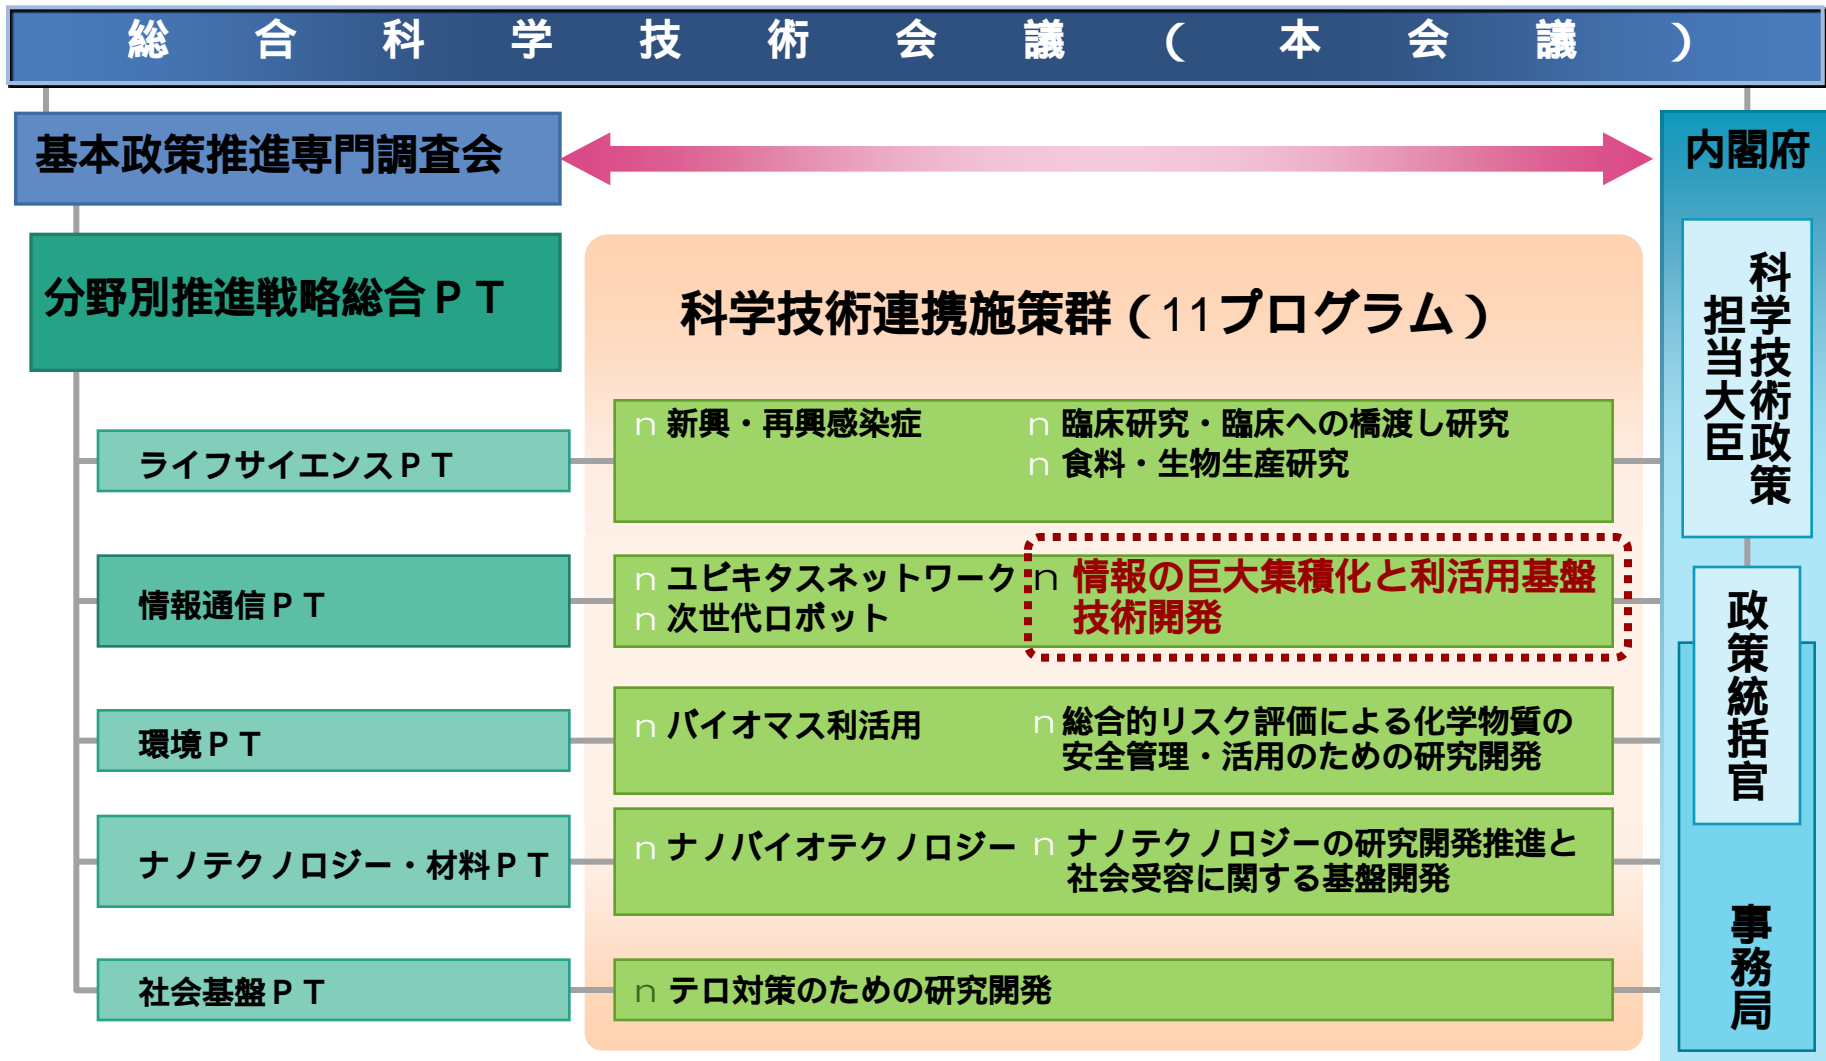 総合科学技術会議（本会議）
基本政策推進専門調査会
内閣府
分野別推進戦略総合ＰＴ
科学技術連携施策群（11プログラム）
科学技術政策
担当大臣
ライフサイエンスＰＴ
n 新興・再興感染症
n 臨床研究・臨床への橋渡し研究
n 食料・生物生産研究
情報通信ＰＴ
n ユビキタスネットワーク
n 次世代ロボット
n 情報の巨大集積化と利活用基盤
技術開発
政策統括官
環境ＰＴ
n バイオマス利活用
n 総合的リスク評価による化学物質の
安全管理・活用のための研究開発
ナノテクノロジー・材料ＰＴ
n ナノバイオテクノロジー
n ナノテクノロジーの研究開発推進と
社会受容に関する基盤開発
事務局
社会基盤ＰＴ
n テロ対策のための研究開発